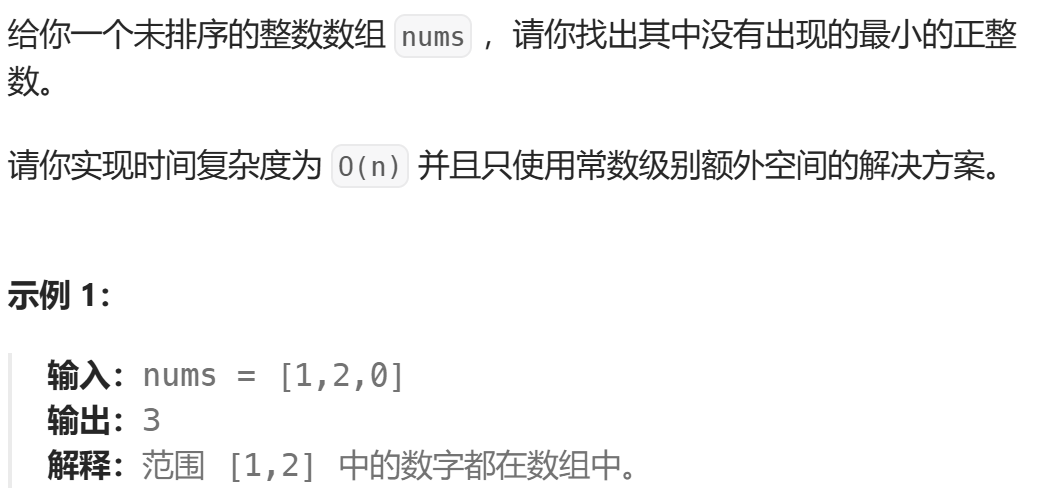 给你一个未排序的整数数组 nums ，请你找出其中没有出现的最小的正整
数。
请你实现时间复杂度为 O(n) 并且只使用常数级别额外空间的解决方案。
示例 1：
输入：nums = [1,2,0]
输出：3
解释：范围 [1,2] 中的数字都在数组中。